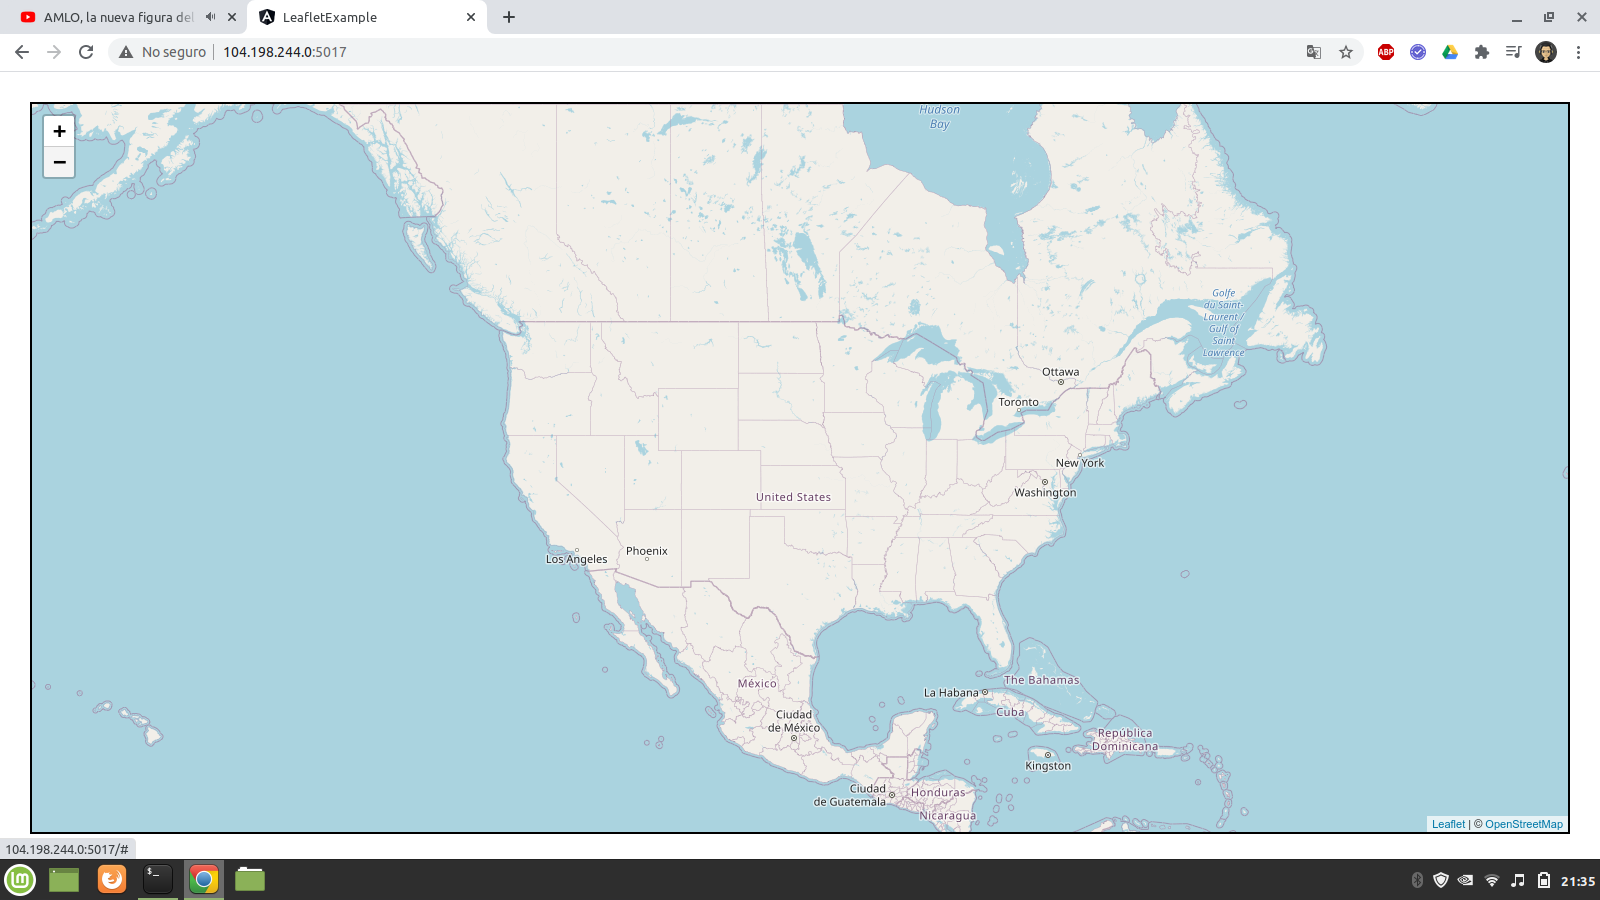 AMLO, la nueva figura del
LeafletExample
No seguro
104.198.244.0:5017
ABP
+
−
Hudson
Bay
Golfe
du Saint-
Laurent /
Gulf of
Saint
Lawrence
Ottawa
Toronto
New York
Washington
United States
Los Angeles
Phoenix
México
Ciudad
de México
La Habana
The Bahamas
Cuba
República
Dominicana
Kingston
Ciudad
de Guatemala
Honduras
Nicaragua
Leaflet | © OpenStreetMap
104.198.244.0:5017/#
21:35